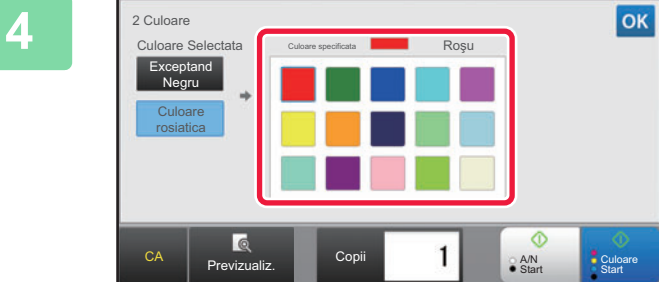 4
2 Culoare
OK
Culoare Selectata
Culoare specificata
Roşu
Exceptand
Negru
Culoare
rosiatica
CA
Previzualiz.
Copii
1
A/N
Start
Culoare
Start